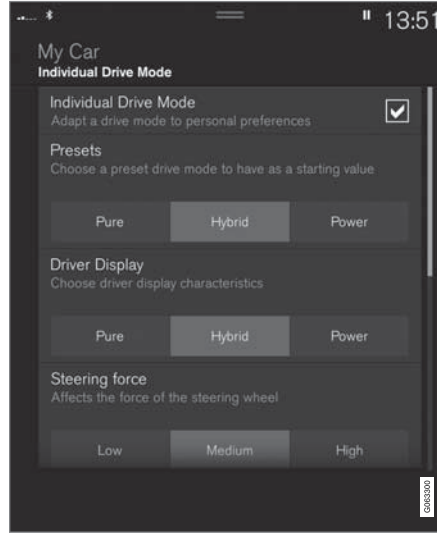 13:51
My Car
Individual Drive Mode
Individual Drive Mode
Adapt a drive mode to personal preferences
Presets
Choose a preset drive mode to have as a starting value
Pure Hybrid Power
Driver Display
Choose driver display characteristics
Pure Hybrid Power
Steering force
Affects the force of the steering wheel
Low Medium High
G063300